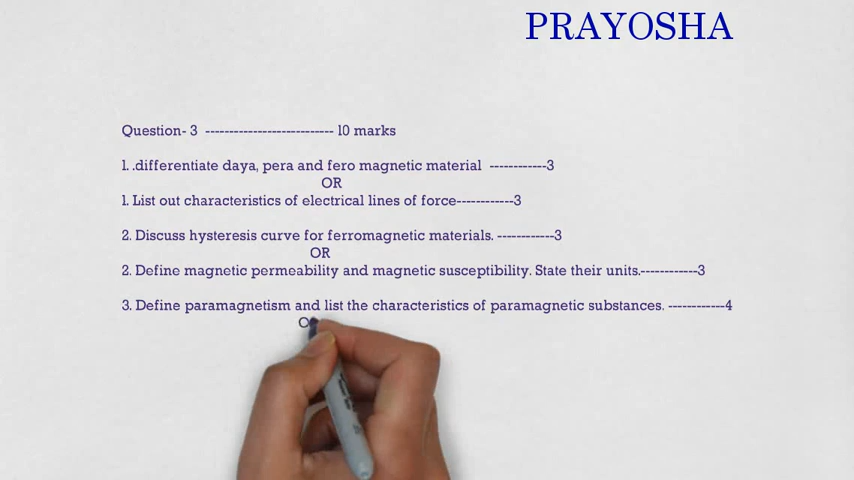 PRAYOSHA
Question- 3 --------------------------- 10 marks
1. .differentiate daya, pera and fero magnetic material ------------3
OR
1. List out characteristics of electrical lines of force------------3
2. Discuss hysteresis curve for ferromagnetic materials. ------------3
OR
2. Define magnetic permeability and magnetic susceptibility. State their units.------------3
3. Define paramagnetism and list the characteristics of paramagnetic substances. ------------4